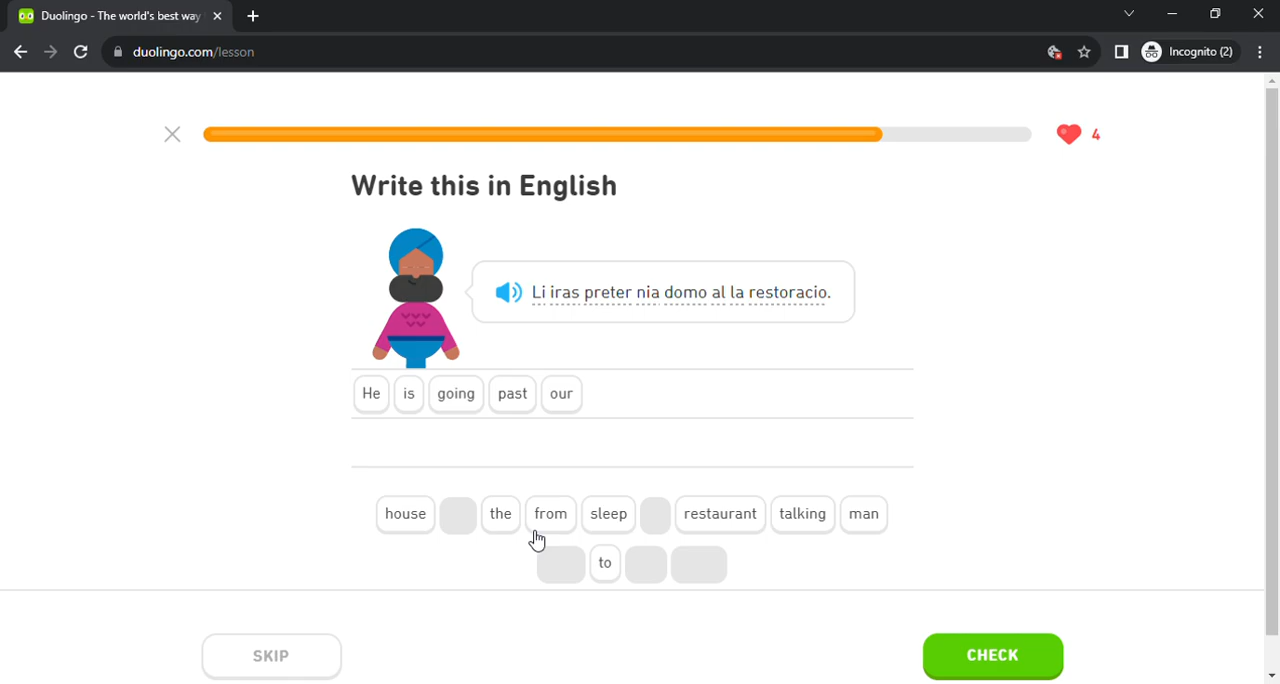 Duolingo - The world's best way
duolingo.com/lesson
Incognito (2)
4
Write this in English
Li iras preter nia domo al la restoracio.
He is going past our
house the from sleep restaurant talking man
to
SKIP
CHECK